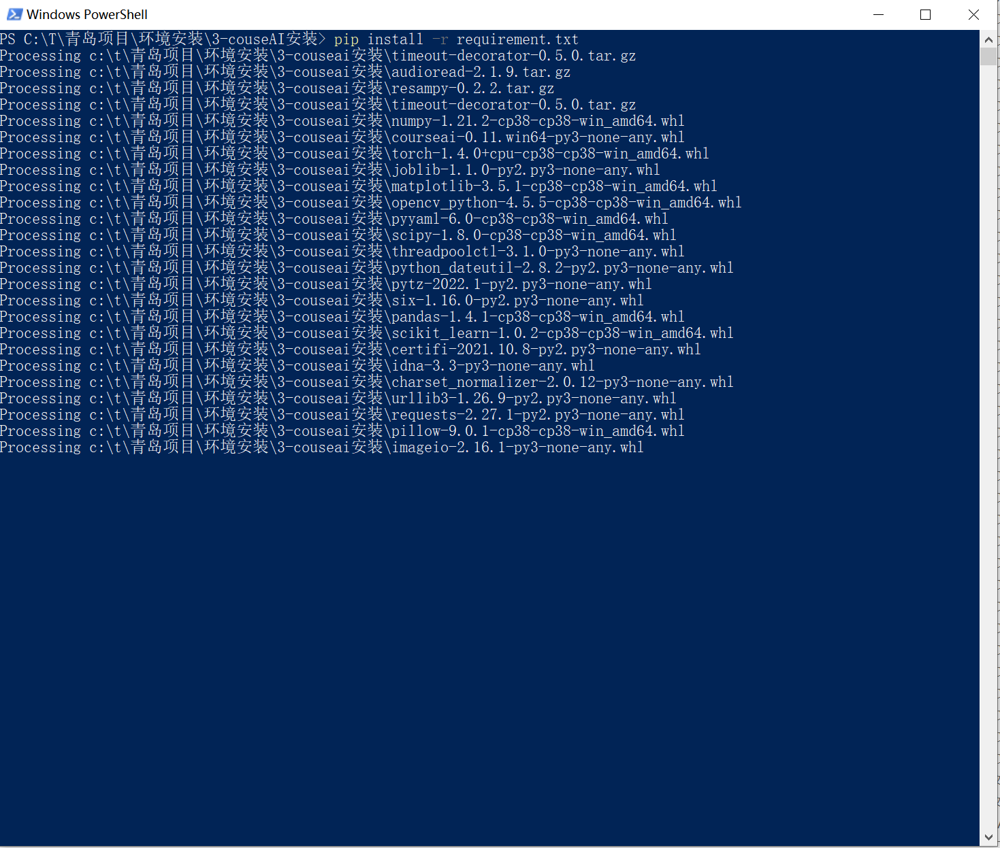 Windows PowerShell
PS C:\T\青岛项目\环境安装\3-couseAI安装> pip install -r requirement.txt
Processing c:\t\青岛项目\环境安装\3-couseai安装\timeout-decorator-0.5.0.tar.gz
Processing c:\t\青岛项目\环境安装\3-couseai安装\audioread-2.1.9.tar.gz
Processing c:\t\青岛项目\环境安装\3-couseai安装\resampy-0.2.2.tar.gz
Processing c:\t\青岛项目\环境安装\3-couseai安装\timeout-decorator-0.5.0.tar.gz
Processing c:\t\青岛项目\环境安装\3-couseai安装\numpy-1.21.2-cp38-cp38-win_amd64.whl
Processing c:\t\青岛项目\环境安装\3-couseai安装\courseai-0.11.win64-py3-none-any.whl
Processing c:\t\青岛项目\环境安装\3-couseai安装\torch-1.4.0+cpu-cp38-cp38-win_amd64.whl
Processing c:\t\青岛项目\环境安装\3-couseai安装\joblib-1.1.0-py2.py3-none-any.whl
Processing c:\t\青岛项目\环境安装\3-couseai安装\matplotlib-3.5.1-cp38-cp38-win_amd64.whl
Processing c:\t\青岛项目\环境安装\3-couseai安装\opencv_python-4.5.5-cp38-cp38-win_amd64.whl
Processing c:\t\青岛项目\环境安装\3-couseai安装\pyyaml-6.0-cp38-cp38-win_amd64.whl
Processing c:\t\青岛项目\环境安装\3-couseai安装\scipy-1.8.0-cp38-cp38-win_amd64.whl
Processing c:\t\青岛项目\环境安装\3-couseai安装\threadpoolctl-3.1.0-py3-none-any.whl
Processing c:\t\青岛项目\环境安装\3-couseai安装\python_dateutil-2.8.2-py2.py3-none-any.whl
Processing c:\t\青岛项目\环境安装\3-couseai安装\pytz-2022.1-py2.py3-none-any.whl
Processing c:\t\青岛项目\环境安装\3-couseai安装\six-1.16.0-py2.py3-none-any.whl
Processing c:\t\青岛项目\环境安装\3-couseai安装\pandas-1.4.1-cp38-cp38-win_amd64.whl
Processing c:\t\青岛项目\环境安装\3-couseai安装\scikit_learn-1.0.2-cp38-cp38-win_amd64.whl
Processing c:\t\青岛项目\环境安装\3-couseai安装\certifi-2021.10.8-py2.py3-none-any.whl
Processing c:\t\青岛项目\环境安装\3-couseai安装\idna-3.3-py3-none-any.whl
Processing c:\t\青岛项目\环境安装\3-couseai安装\charset_normalizer-2.0.12-py3-none-any.whl
Processing c:\t\青岛项目\环境安装\3-couseai安装\urllib3-1.26.9-py2.py3-none-any.whl
Processing c:\t\青岛项目\环境安装\3-couseai安装\requests-2.27.1-py2.py3-none-any.whl
Processing c:\t\青岛项目\环境安装\3-couseai安装\pillow-9.0.1-cp38-cp38-win_amd64.whl
Processing c:\t\青岛项目\环境安装\3-couseai安装\imageio-2.16.1-py3-none-any.whl